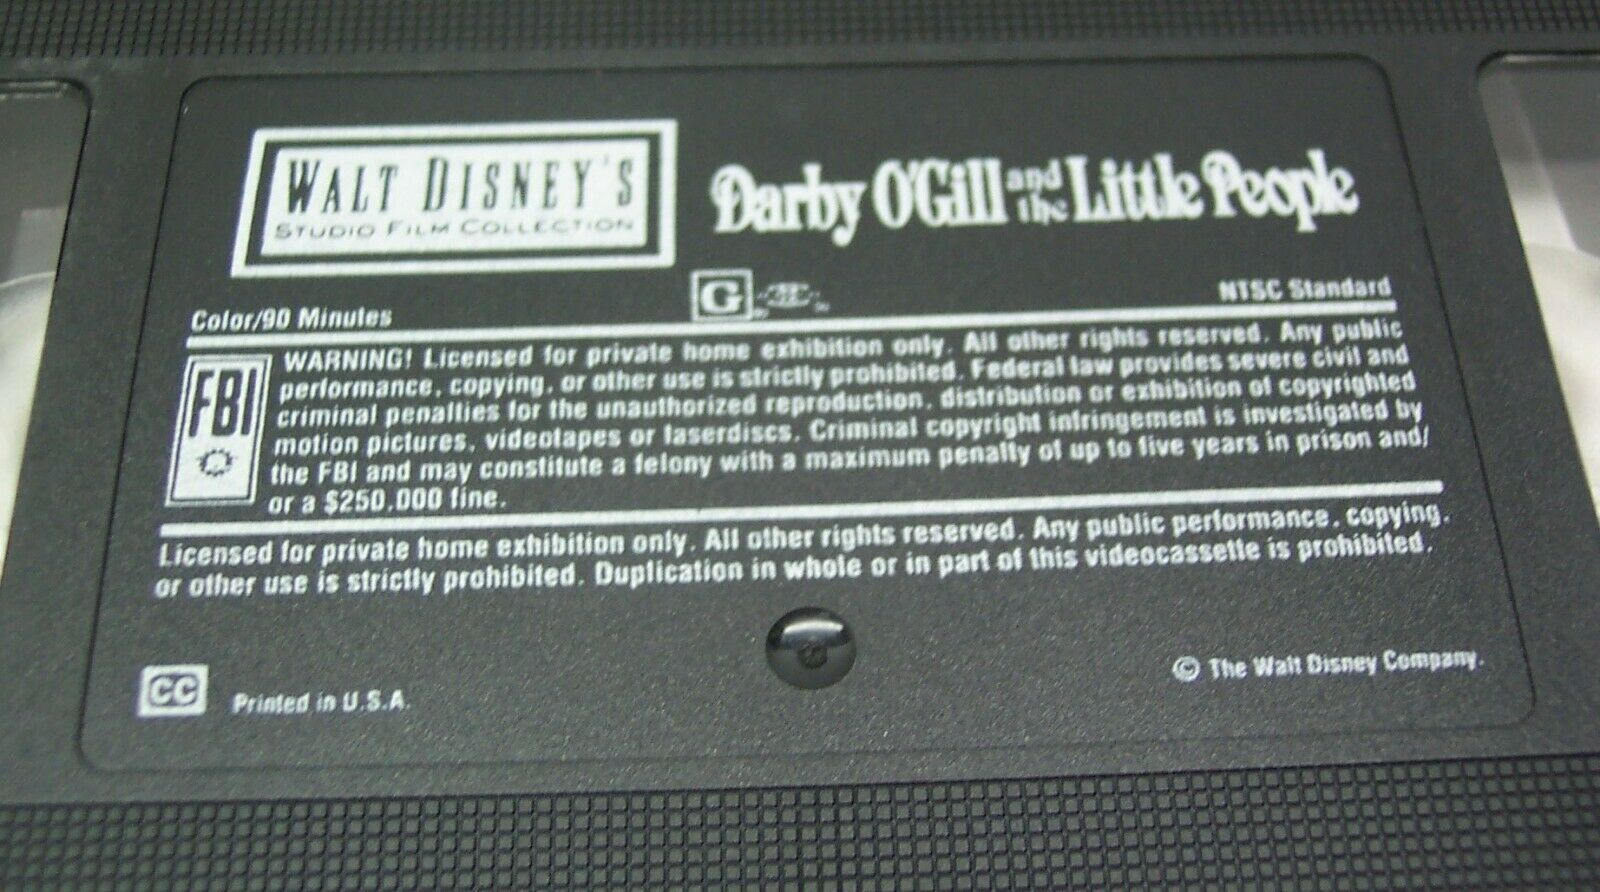 WALT DISNEY'S
STUDIO FILM COLLECTION
Darby O'Gill and the Little People
G
Color/90 Minutes
NTSC Standard
FBI
WARNING! Licensed for private home exhibition only. All other rights reserved. Any public
performance, copying, or other use is strictly prohibited. Federal law provides severe civil and
criminal penalties for the unauthorized reproduction, distribution or exhibition of copyrighted
motion pictures, videotapes or laserdiscs. Criminal copyright infringement is investigated by
the FBI and may constitute a felony with a maximum penalty of up to five years in prison and/
or a $250,000 fine.
Licensed for private home exhibition only. All other rights reserved. Any public performance, copying,
or other use is strictly prohibited. Duplication in whole or in part of this videocassette is prohibited.
CC
Printed in U.S.A.
© The Walt Disney Company.